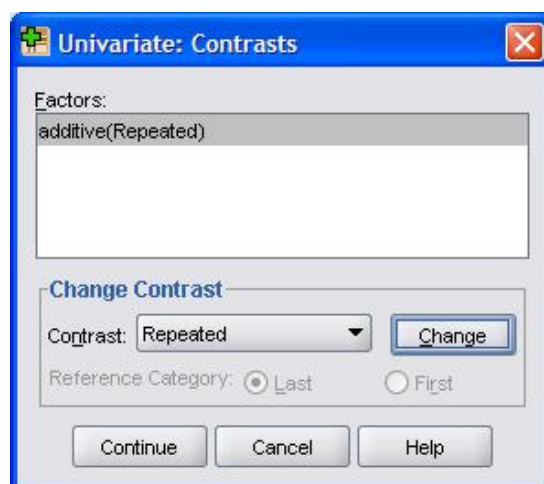 Univariate: Contrasts
Factors:
additive(Repeated)
Change Contrast
Contrast: Repeated Change
Reference Category: Last First
Continue Cancel Help